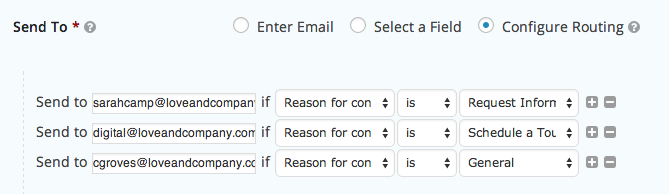 Send To * Enter Email Select a Field Configure Routing
Send to sarahcamp@loveandcompany if Reason for con is Request Inform
Send to digital@loveandcompany.com if Reason for con is Schedule a Tou
Send to cgroves@loveandcompany.co if Reason for con is General